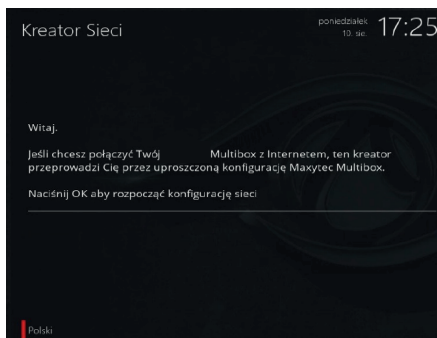 Kreator Sieci
poniedziałek
10. sie.
17:25
Witaj.
Jeśli chcesz połączyć Twój Multibox z Internetem, ten kreator
przeprowadzi Cię przez uproszczoną konfigurację Maxytec Multibox.
Naciśnij OK aby rozpocząć konfigurację sieci
Polski